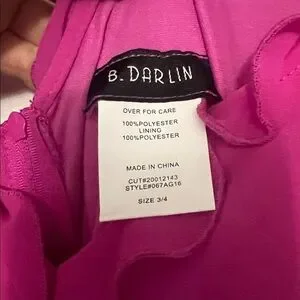 B. DARLIN
OVER FOR CARE
100%POLYESTER
LINING
100%POLYESTER
MADE IN CHINA
CUT#20012143
STYLE#067AG16
SIZE 3/4